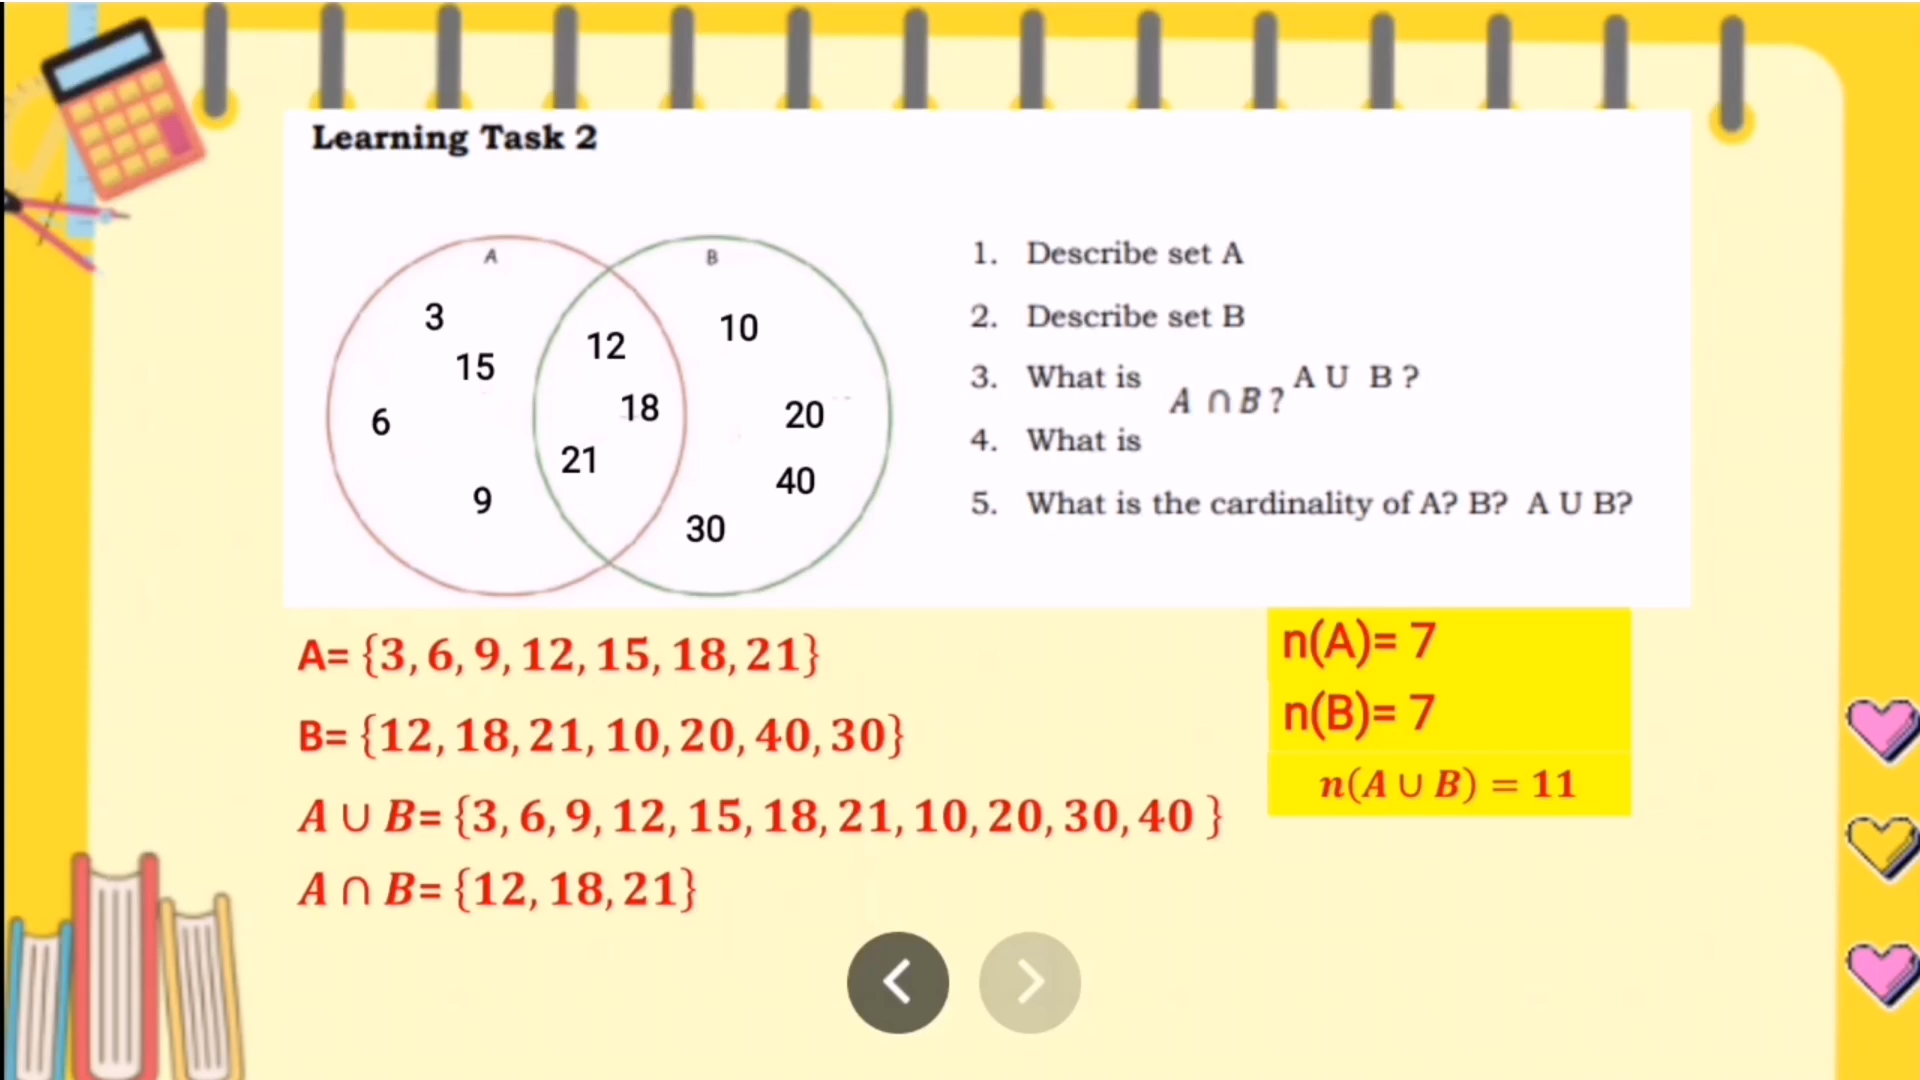 Learning Task 2
A
B
3
15
6
9
12
18
21
10
20
40
30
1. Describe set A
2. Describe set B
3. What is A U B ?
A ∩ B ?
4. What is
5. What is the cardinality of A? B? A U B?
A= {3, 6, 9, 12, 15, 18, 21}
B= {12, 18, 21, 10, 20, 40, 30}
A ∪ B= {3, 6, 9, 12, 15, 18, 21, 10, 20, 30, 40 }
A ∩ B= {12, 18, 21}
n(A)= 7
n(B)= 7
n(A ∪ B) = 11